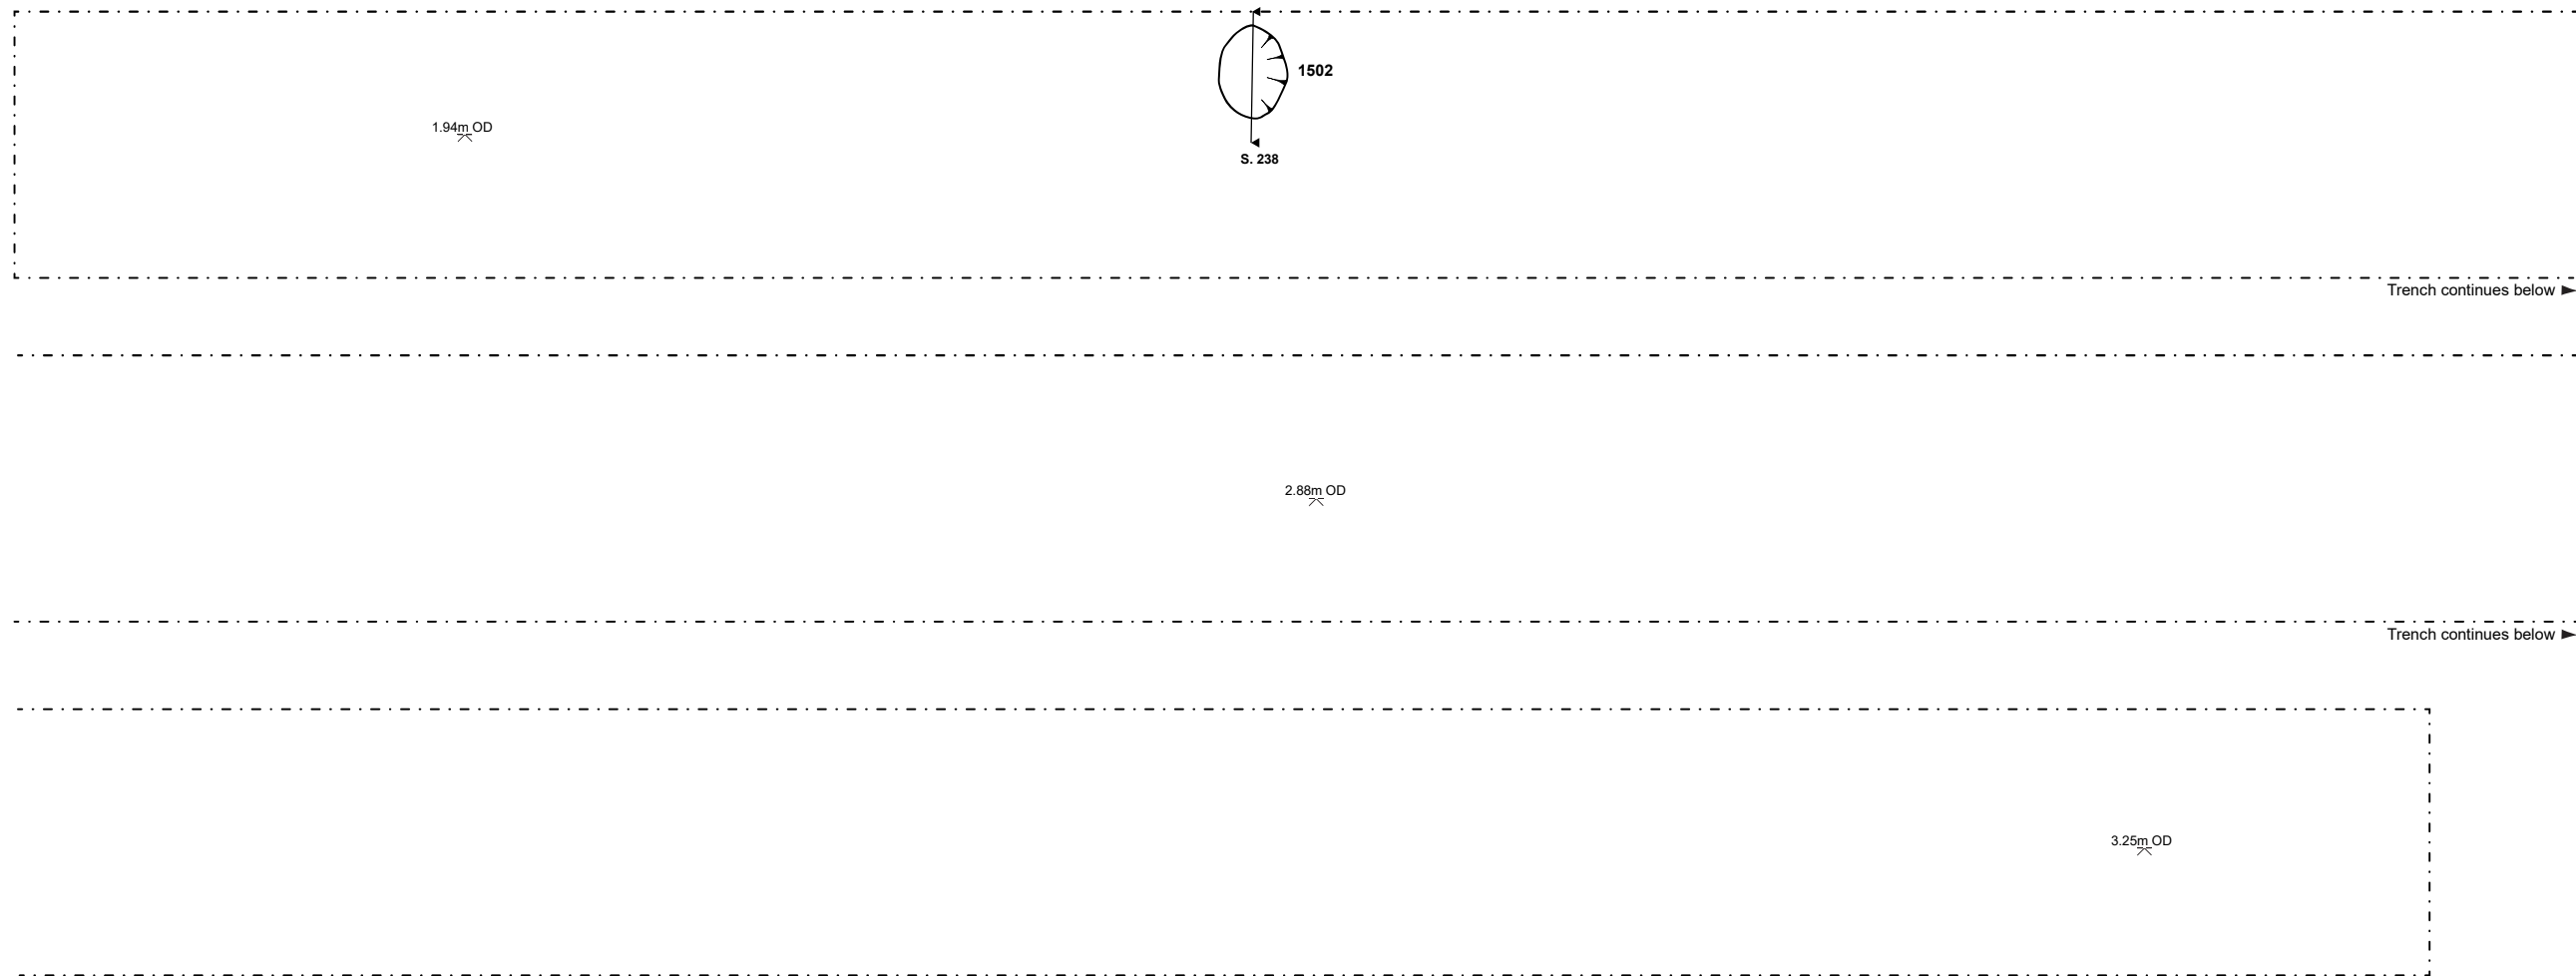 1502
1.94m OD
S. 238
Trench continues below
2.88m OD
Trench continues below
3.25m OD